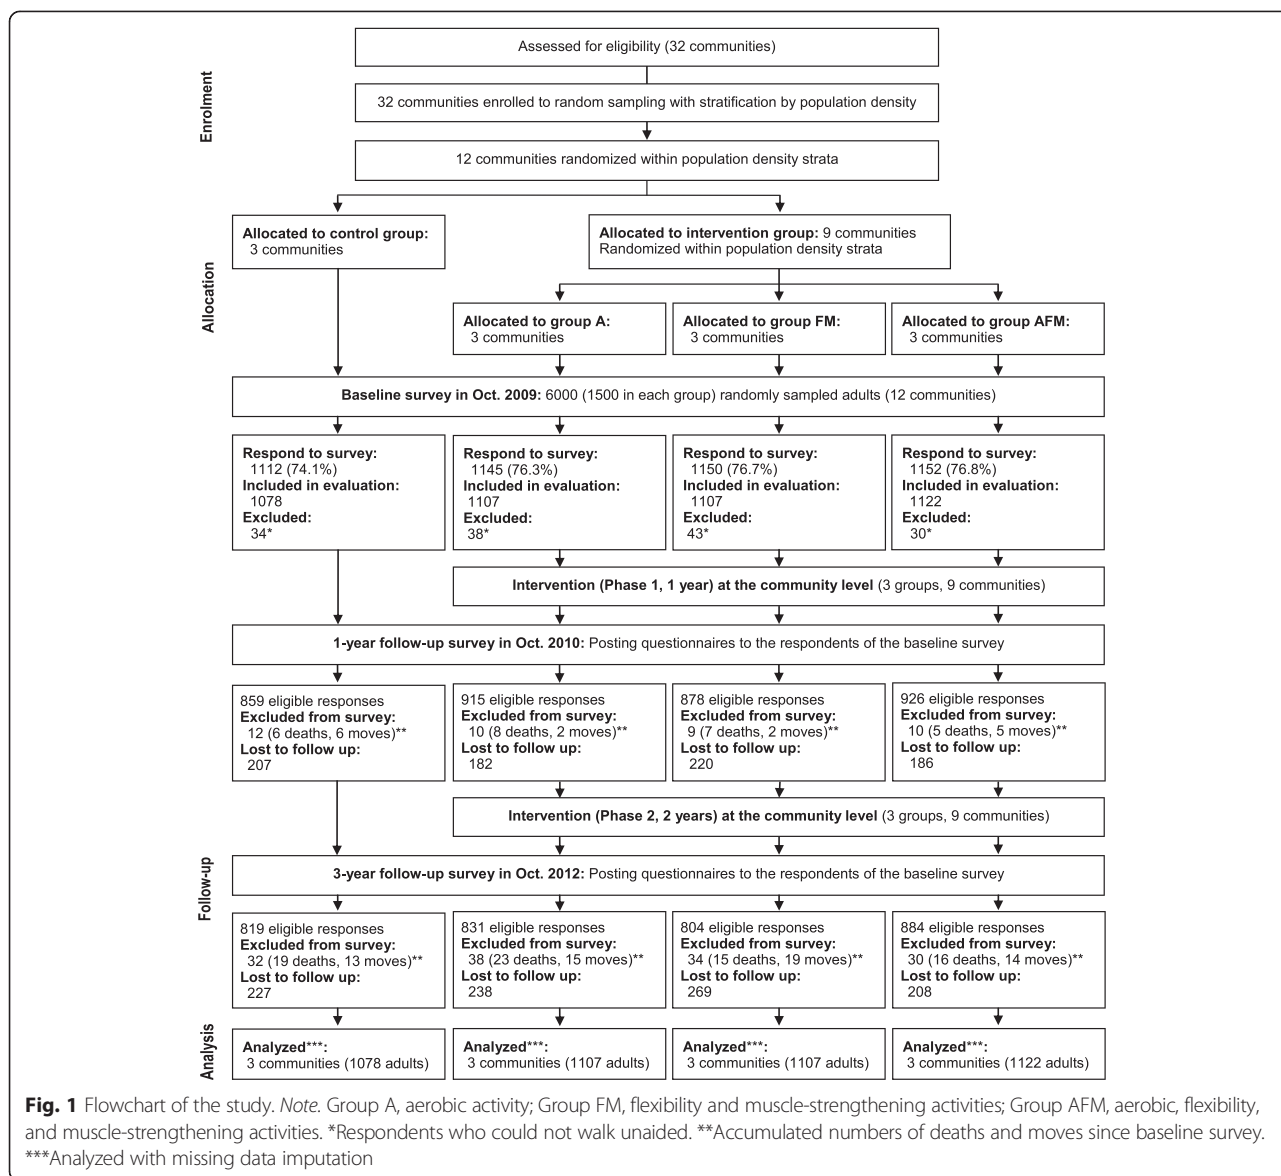 Enrolment
Assessed for eligibility (32 communities)
32 communities enrolled to random sampling with stratification by population density
12 communities randomized within population density strata
Allocation
Allocated to control group:
3 communities
Allocated to intervention group: 9 communities
Randomized within population density strata
Allocated to group A:
3 communities
Allocated to group FM:
3 communities
Allocated to group AFM:
3 communities
Baseline survey in Oct. 2009: 6000 (1500 in each group) randomly sampled adults (12 communities)
Respond to survey:
1112 (74.1%)
Included in evaluation:
1078
Excluded:
34*
Respond to survey:
1145 (76.3%)
Included in evaluation:
1107
Excluded:
38*
Respond to survey:
1150 (76.7%)
Included in evaluation:
1107
Excluded:
43*
Respond to survey:
1152 (76.8%)
Included in evaluation:
1122
Excluded:
30*
Intervention (Phase 1, 1 year) at the community level (3 groups, 9 communities)
1-year follow-up survey in Oct. 2010: Posting questionnaires to the respondents of the baseline survey
859 eligible responses
Excluded from survey:
12 (6 deaths, 6 moves)**
Lost to follow up:
207
915 eligible responses
Excluded from survey:
10 (8 deaths, 2 moves)**
Lost to follow up:
182
878 eligible responses
Excluded from survey:
9 (7 deaths, 2 moves)**
Lost to follow up:
220
926 eligible responses
Excluded from survey:
10 (5 deaths, 5 moves)**
Lost to follow up:
186
Intervention (Phase 2, 2 years) at the community level (3 groups, 9 communities)
Follow-up
3-year follow-up survey in Oct. 2012: Posting questionnaires to the respondents of the baseline survey
819 eligible responses
Excluded from survey:
32 (19 deaths, 13 moves)**
Lost to follow up:
227
831 eligible responses
Excluded from survey:
38 (23 deaths, 15 moves)**
Lost to follow up:
238
804 eligible responses
Excluded from survey:
34 (15 deaths, 19 moves)**
Lost to follow up:
269
884 eligible responses
Excluded from survey:
30 (16 deaths, 14 moves)**
Lost to follow up:
208
Analysis
Analyzed***:
3 communities (1078 adults)
Analyzed***:
3 communities (1107 adults)
Analyzed***:
3 communities (1107 adults)
Analyzed***:
3 communities (1122 adults)
Fig. 1 Flowchart of the study. Note. Group A, aerobic activity; Group FM, flexibility and muscle-strengthening activities; Group AFM, aerobic, flexibility,
and muscle-strengthening activities. *Respondents who could not walk unaided. **Accumulated numbers of deaths and moves since baseline survey.
***Analyzed with missing data imputation